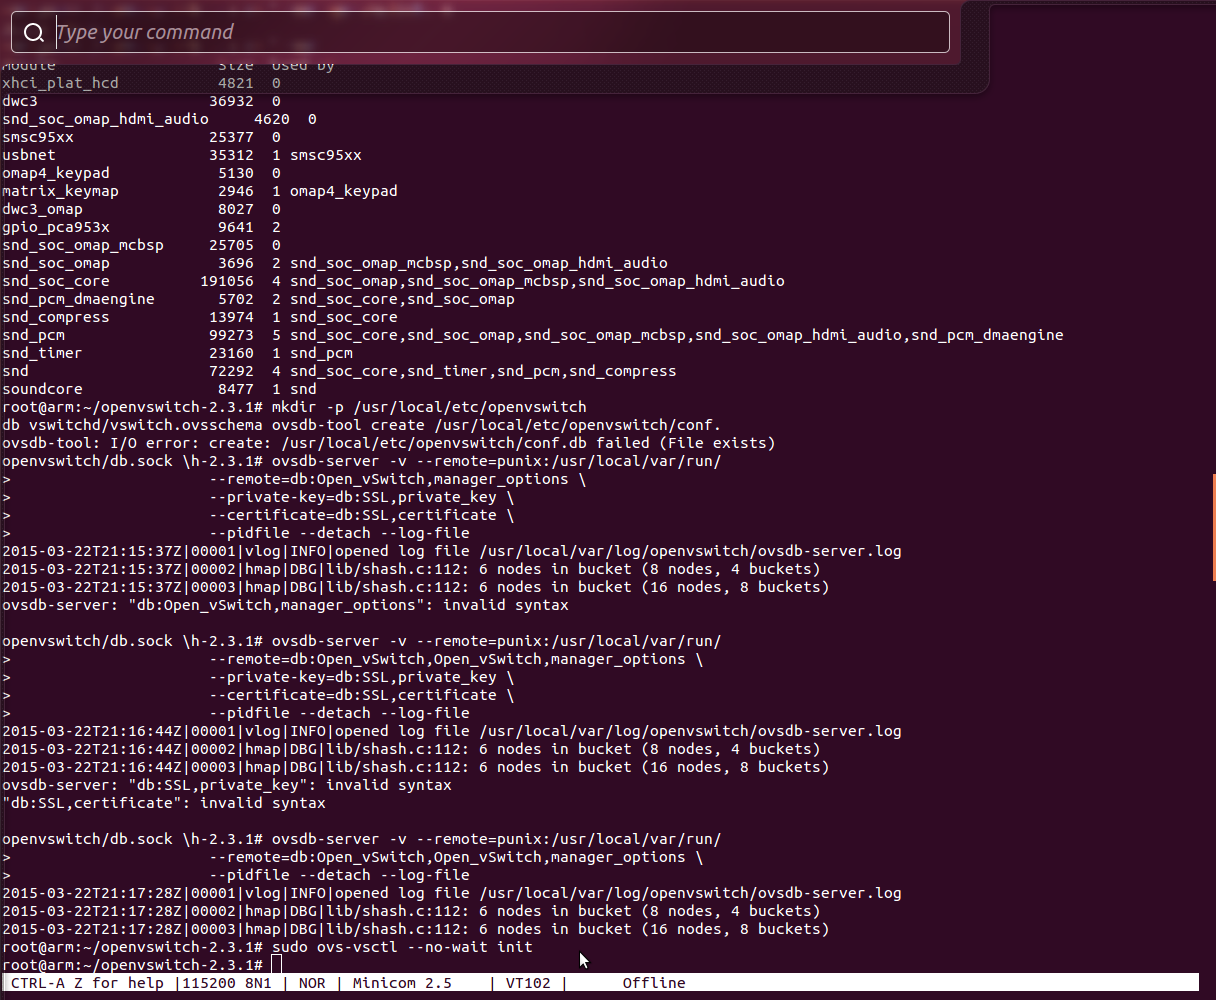 Type your command
Module                  Size  Used by
xhci_plat_hcd           4821  0
dwc3                   36932  0
snd_soc_omap_hdmi_audio     4620  0
smsc95xx               25377  0
usbnet                 35312  1 smsc95xx
omap4_keypad            5130  0
matrix_keymap           2946  1 omap4_keypad
dwc3_omap               8027  0
gpio_pca953x            9641  2
snd_soc_omap_mcbsp     25705  0
snd_soc_omap            3696  2 snd_soc_omap_mcbsp,snd_soc_omap_hdmi_audio
snd_soc_core          191056  4 snd_soc_omap,snd_soc_omap_mcbsp,snd_soc_omap_hdmi_audio
snd_pcm_dmaengine       5702  2 snd_soc_core,snd_soc_omap
snd_compress           13974  1 snd_soc_core
snd_pcm                99273  5 snd_soc_core,snd_soc_omap,snd_soc_omap_mcbsp,snd_soc_omap_hdmi_audio,snd_pcm_dmaengine
snd_timer              23160  1 snd_pcm
snd                    72292  4 snd_soc_core,snd_timer,snd_pcm,snd_compress
soundcore               8477  1 snd
root@arm:~/openvswitch-2.3.1# mkdir -p /usr/local/etc/openvswitch
db vswitchd/vswitch.ovsschema ovsdb-tool create /usr/local/etc/openvswitch/conf.
ovsdb-tool: I/O error: create: /usr/local/etc/openvswitch/conf.db failed (File exists)
openvswitch/db.sock \h-2.3.1# ovsdb-server -v --remote=punix:/usr/local/var/run/
>                      --remote=db:Open_vSwitch,manager_options \
>                      --private-key=db:SSL,private_key \
>                      --certificate=db:SSL,certificate \
>                      --pidfile --detach --log-file
2015-03-22T21:15:37Z|00001|vlog|INFO|opened log file /usr/local/var/log/openvswitch/ovsdb-server.log
2015-03-22T21:15:37Z|00002|hmap|DBG|lib/shash.c:112: 6 nodes in bucket (8 nodes, 4 buckets)
2015-03-22T21:15:37Z|00003|hmap|DBG|lib/shash.c:112: 6 nodes in bucket (16 nodes, 8 buckets)
ovsdb-server: "db:Open_vSwitch,manager_options": invalid syntax
openvswitch/db.sock \h-2.3.1# ovsdb-server -v --remote=punix:/usr/local/var/run/
>                      --remote=db:Open_vSwitch,Open_vSwitch,manager_options \
>                      --private-key=db:SSL,private_key \
>                      --certificate=db:SSL,certificate \
>                      --pidfile --detach --log-file
2015-03-22T21:16:44Z|00001|vlog|INFO|opened log file /usr/local/var/log/openvswitch/ovsdb-server.log
2015-03-22T21:16:44Z|00002|hmap|DBG|lib/shash.c:112: 6 nodes in bucket (8 nodes, 4 buckets)
2015-03-22T21:16:44Z|00003|hmap|DBG|lib/shash.c:112: 6 nodes in bucket (16 nodes, 8 buckets)
ovsdb-server: "db:SSL,private_key": invalid syntax
"db:SSL,certificate": invalid syntax
openvswitch/db.sock \h-2.3.1# ovsdb-server -v --remote=punix:/usr/local/var/run/
>                      --remote=db:Open_vSwitch,Open_vSwitch,manager_options \
>                      --pidfile --detach --log-file
2015-03-22T21:17:28Z|00001|vlog|INFO|opened log file /usr/local/var/log/openvswitch/ovsdb-server.log
2015-03-22T21:17:28Z|00002|hmap|DBG|lib/shash.c:112: 6 nodes in bucket (8 nodes, 4 buckets)
2015-03-22T21:17:28Z|00003|hmap|DBG|lib/shash.c:112: 6 nodes in bucket (16 nodes, 8 buckets)
root@arm:~/openvswitch-2.3.1# sudo ovs-vsctl --no-wait init
root@arm:~/openvswitch-2.3.1#
CTRL-A Z for help |115200 8N1 | NOR | Minicom 2.5    | VT102 |      Offline